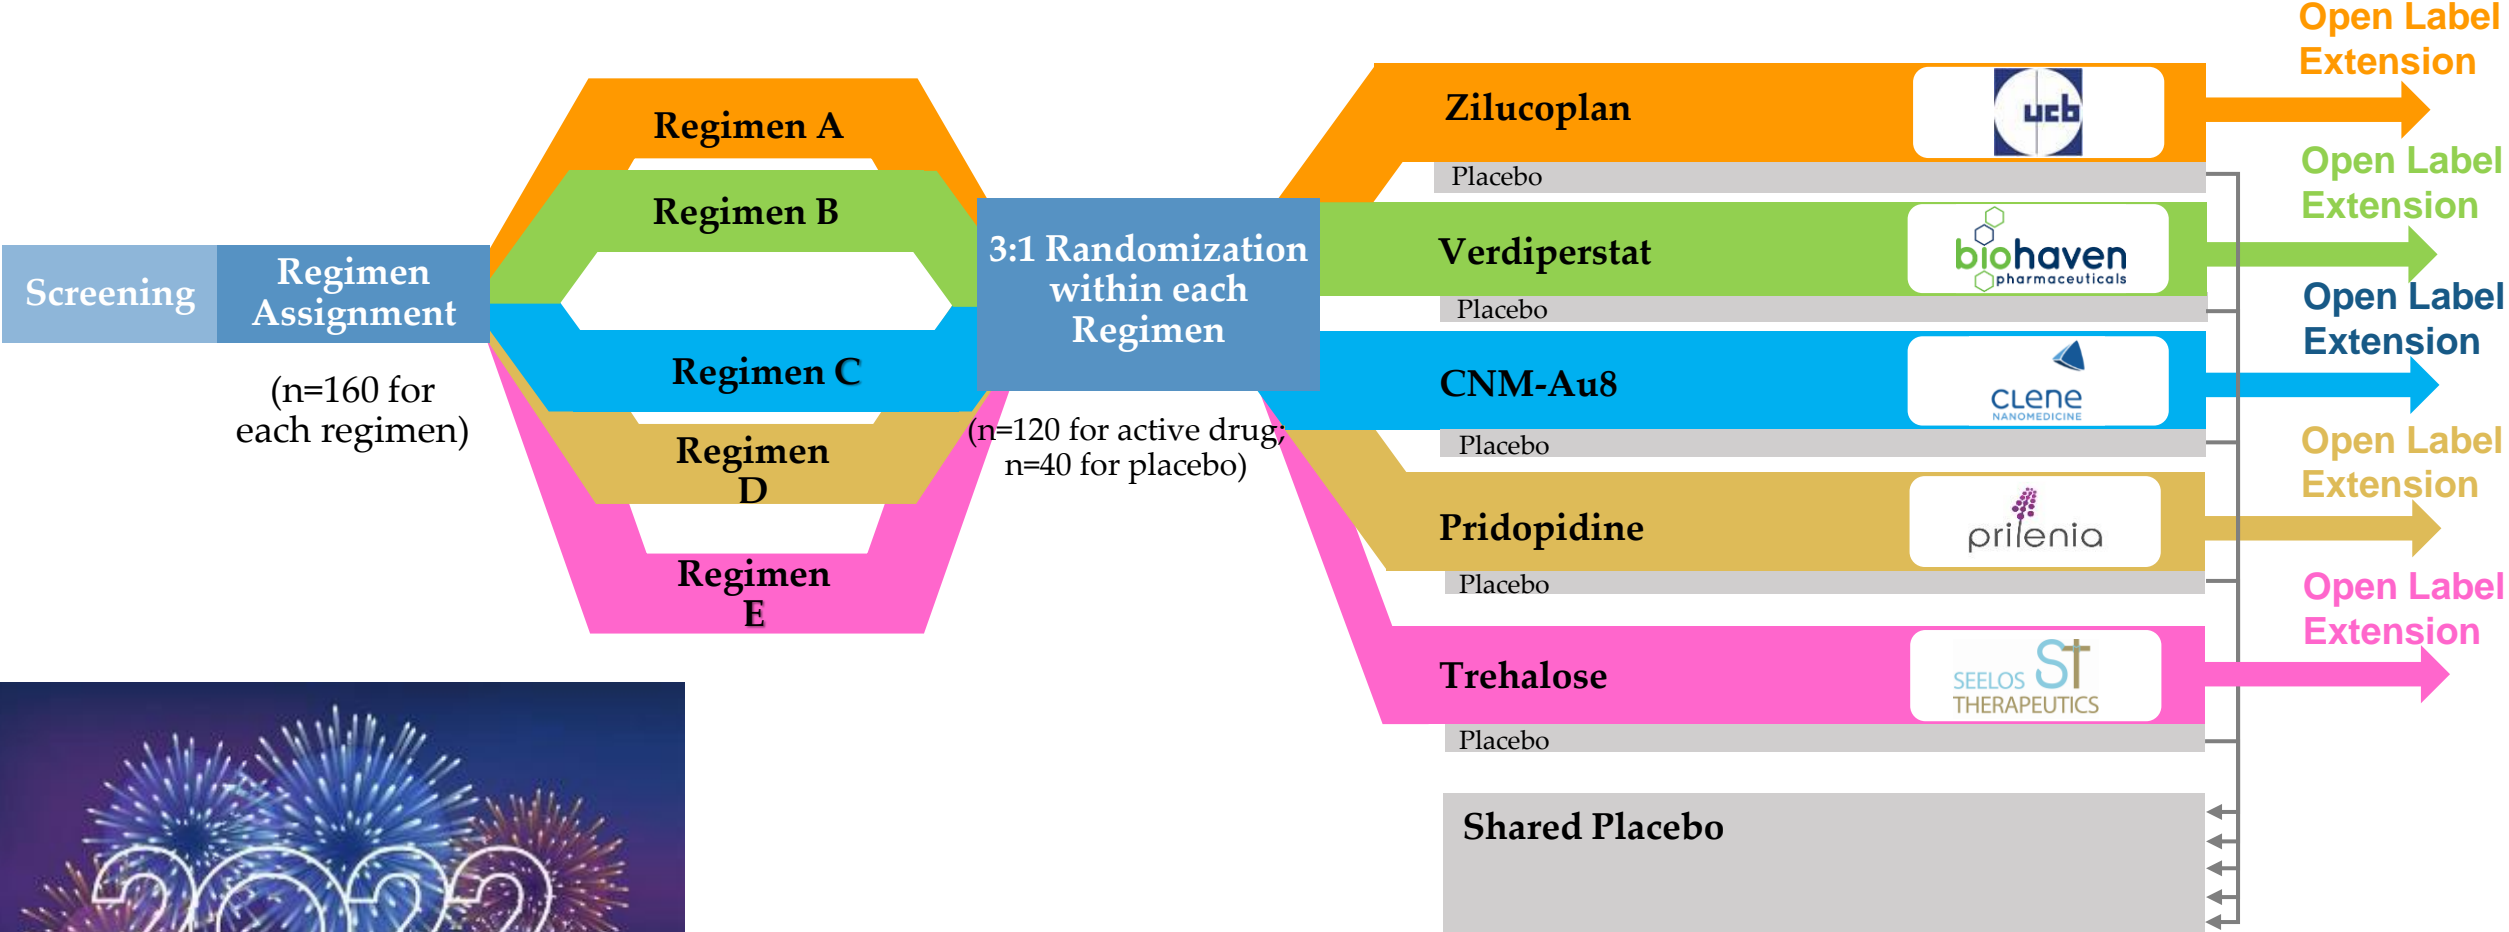 Screening
Regimen
Assignment
(n=160 for
each regimen)
Regimen A
Regimen B
Regimen C
Regimen
D
Regimen
E
3:1 Randomization
within each
Regimen
(n=120 for active drug;
n=40 for placebo)
Zilucoplan
ucb
Placebo
Open Label
Extension
Verdiperstat
biohaven
pharmaceuticals
Placebo
Open Label
Extension
CNM-Au8
CLENE
NANOMEDICINE
Placebo
Open Label
Extension
Pridopidine
prilenia
Placebo
Open Label
Extension
Trehalose
ST
SEELOS
THERAPEUTICS
Placebo
Open Label
Extension
Shared Placebo
2022